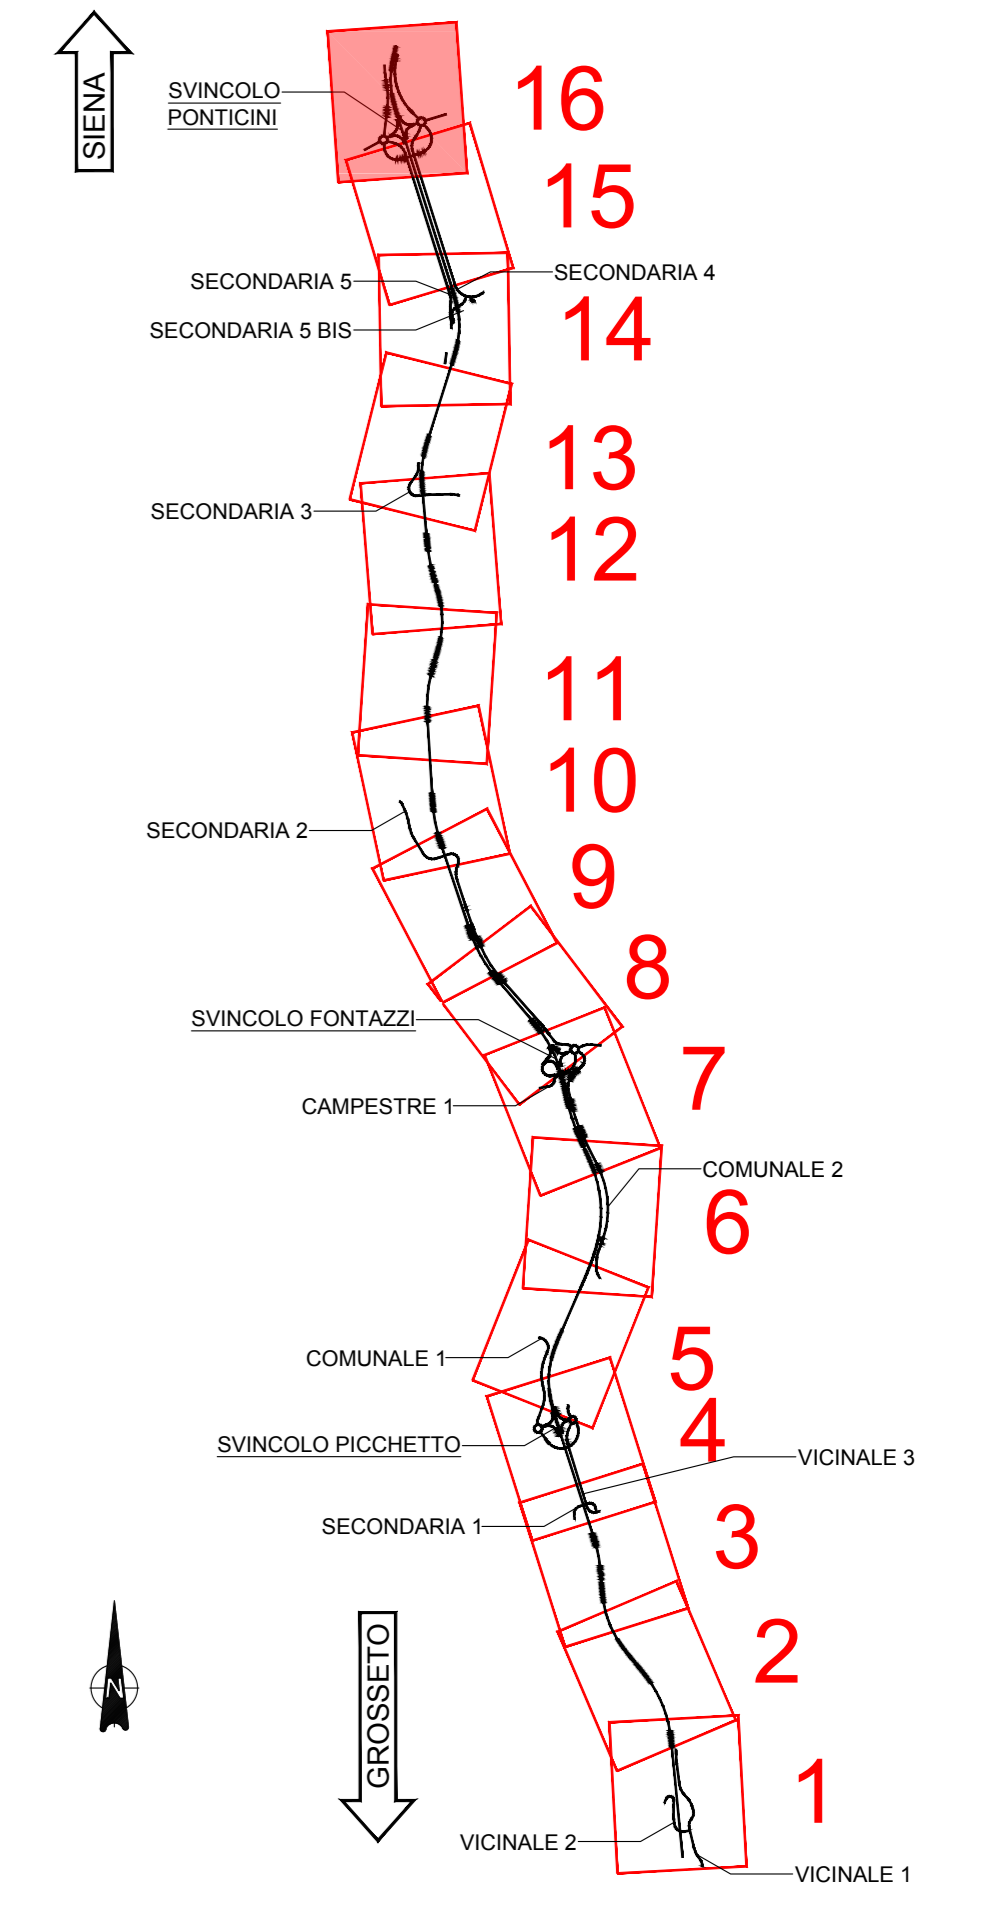 SIENA
SVINCOLO
PONTICINI
16
15
SECONDARIA 5
SECONDARIA 4
SECONDARIA 5 BIS
14
13
SECONDARIA 3
12
11
10
SECONDARIA 2
9
8
SVINCOLO FONTAZZI
7
CAMPESTRE 1
COMUNALE 2
6
COMUNALE 1
5
4
SVINCOLO PICCHETTO
VICINALE 3
SECONDARIA 1
3
2
N
GROSSETO
1
VICINALE 2
VICINALE 1